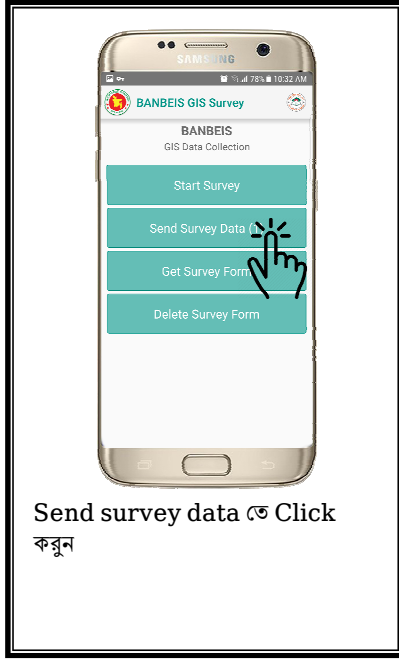 SAMSUNG
78% 10:32 AM
BANBEIS GIS Survey
BANBEIS
GIS Data Collection
Start Survey
Send Survey Data (1
Get Survey Form
Delete Survey Form
Send survey data তে Click
করুন